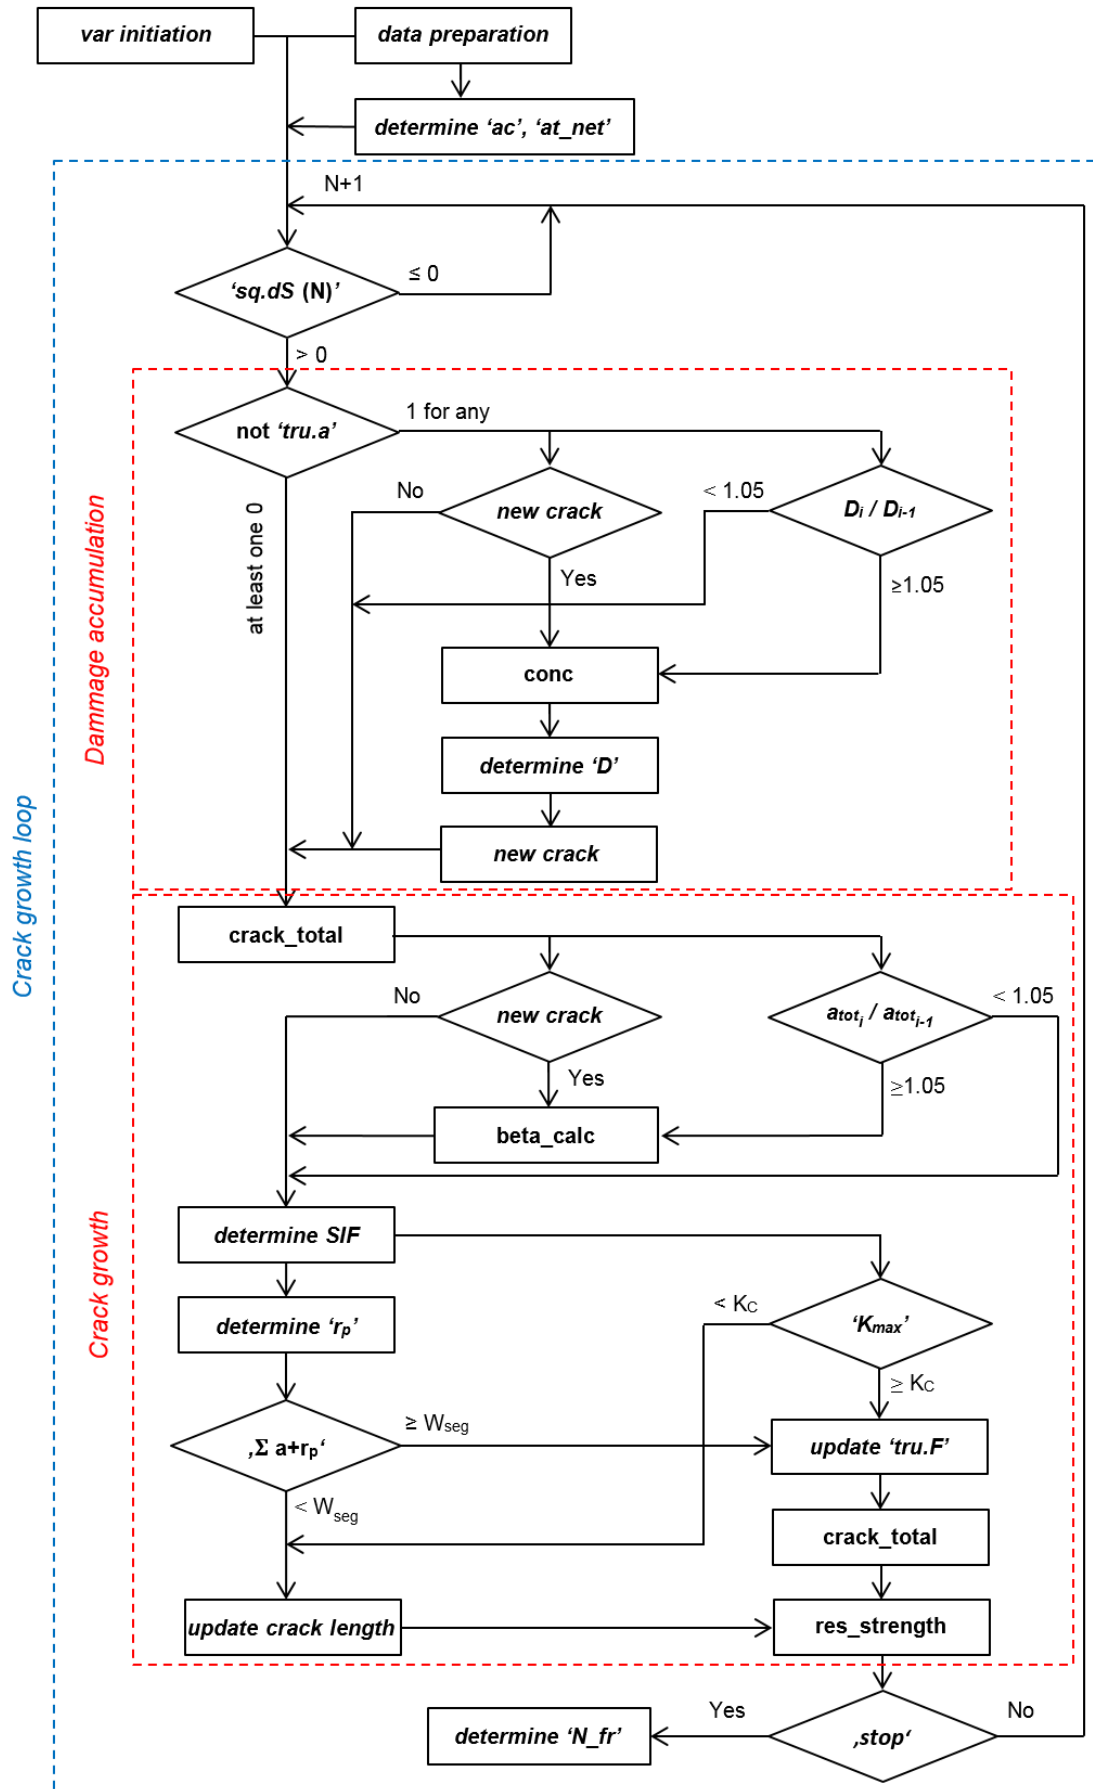 var initiation
data preparation
determine ‘ac’, ‘at_net’
N+1
‘sq.dS (N)’
≤ 0
> 0
not ‘tru.a’
1 for any
at least one 0
No
new crack
Yes
< 1.05
Di / Di-1
≥1.05
conc
determine ‘D’
new crack
Dammage accumulation
Crack growth loop
crack_total
No
new crack
Yes
atoti / atoti-1
< 1.05
≥1.05
beta_calc
Crack growth
determine SIF
determine ‘rp’
< KC
‘Kmax’
≥ KC
‚Σ a+rp‘
≥ Wseg
< Wseg
update ‘tru.F’
crack_total
update crack length
res_strength
determine ‘N_fr’
Yes
‚stop‘
No